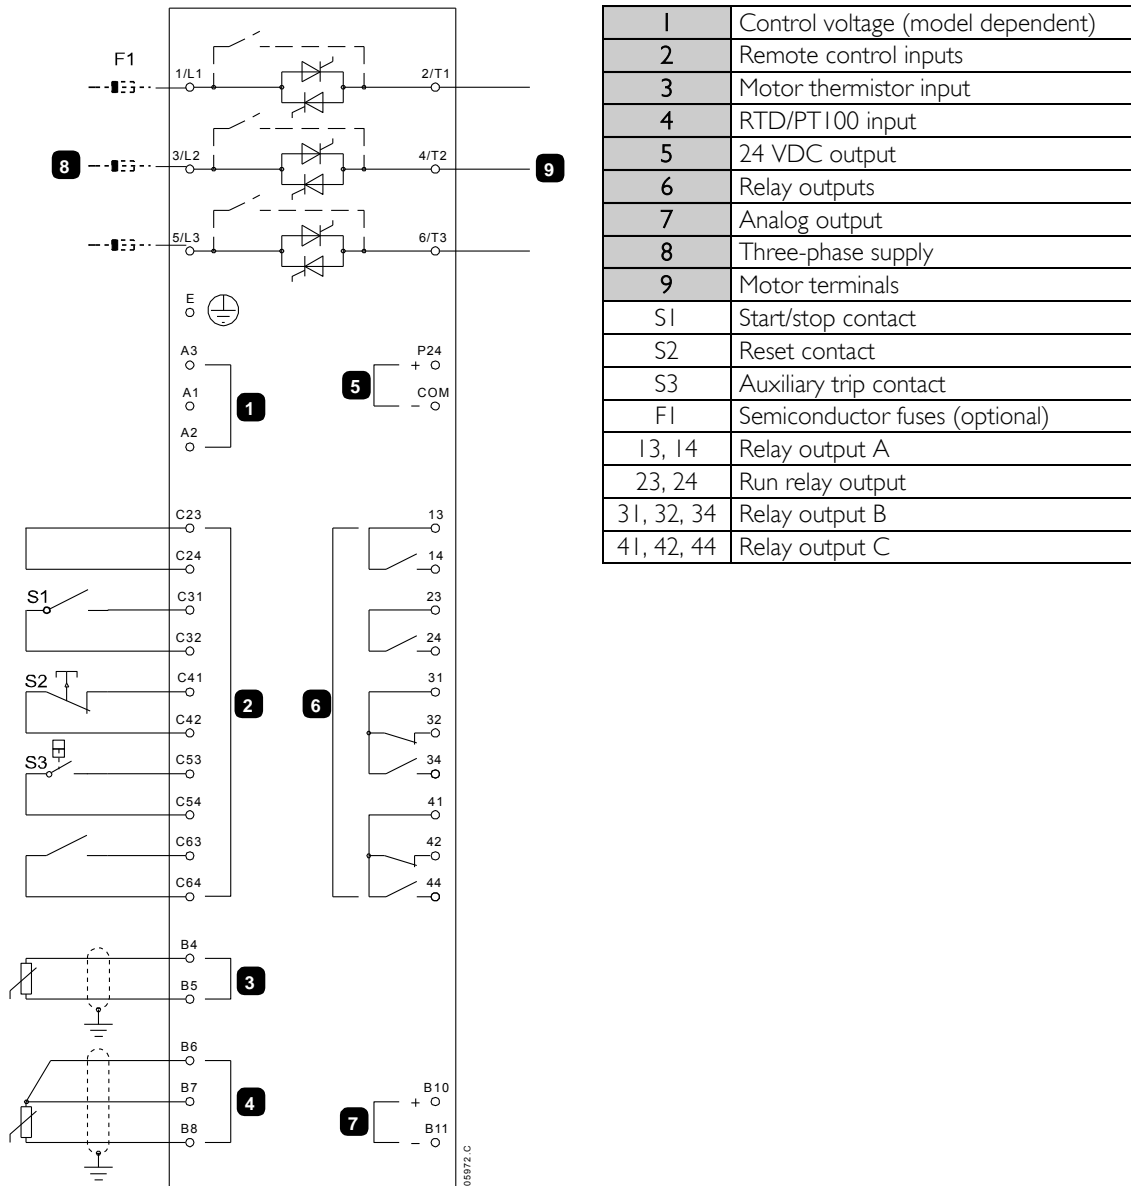 F1
1/L1
2/T1
3/L2
4/T2
8
9
5/L3
6/T3
E
A3
A1
A2
1
P24
+
COM
–
5
C23
C24
S1
C31
C32
S2
C41
C42
S3
C53
C54
C63
C64
2
6
13
14
23
24
31
32
34
41
42
44
B4
B5
3
B6
B7
B8
4
7
B10
+
B11
–
05972.C
1 Control voltage (model dependent)
2 Remote control inputs
3 Motor thermistor input
4 RTD/PT100 input
5 24 VDC output
6 Relay outputs
7 Analog output
8 Three-phase supply
9 Motor terminals
S1 Start/stop contact
S2 Reset contact
S3 Auxiliary trip contact
F1 Semiconductor fuses (optional)
13, 14 Relay output A
23, 24 Run relay output
31, 32, 34 Relay output B
41, 42, 44 Relay output C